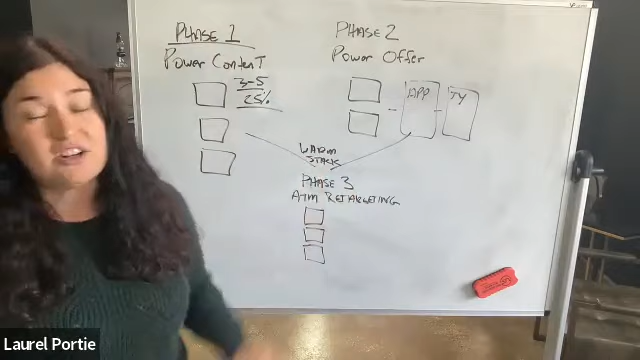 PHASE 1
Power Content
3-5
25%
PHASE 2
Power Offer
APP
TY
WARM
STACK
PHASE 3
ATM RETARGETING
Laurel Portie